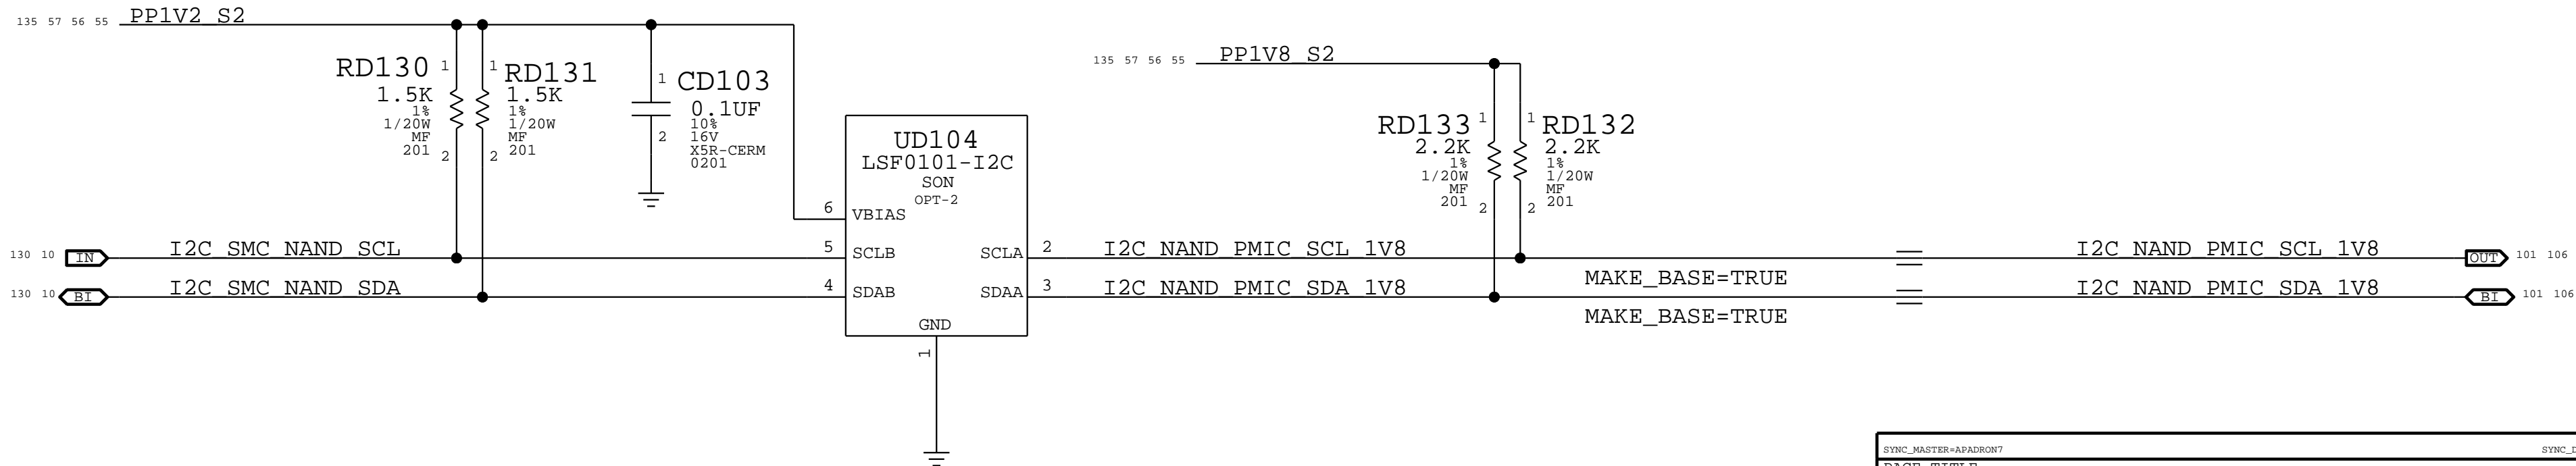 135 57 56 55 PP1V2_S2
RD130
1.5K
1%
1/20W
MF
201
1
2
1
2
RD131
1.5K
1%
1/20W
MF
201
1
2
CD103
0.1UF
10%
16V
X5R-CERM
0201
135 57 56 55 PP1V8_S2
RD133
2.2K
1%
1/20W
MF
201
1
2
1
2
RD132
2.2K
1%
1/20W
MF
201
UD104
LSF0101-I2C
SON
OPT-2
6 VBIAS
130 10 IN I2C_SMC_NAND_SCL 5 SCLB SCLA 2 I2C_NAND_PMIC_SCL_1V8 I2C_NAND_PMIC_SCL_1V8 OUT 101 106
MAKE_BASE=TRUE
130 10 BI I2C_SMC_NAND_SDA 4 SDAB SDAA 3 I2C_NAND_PMIC_SDA_1V8 I2C_NAND_PMIC_SDA_1V8 BI 101 106
MAKE_BASE=TRUE
GND
1
SYNC_MASTER=APADRON7
PAGE TITLE